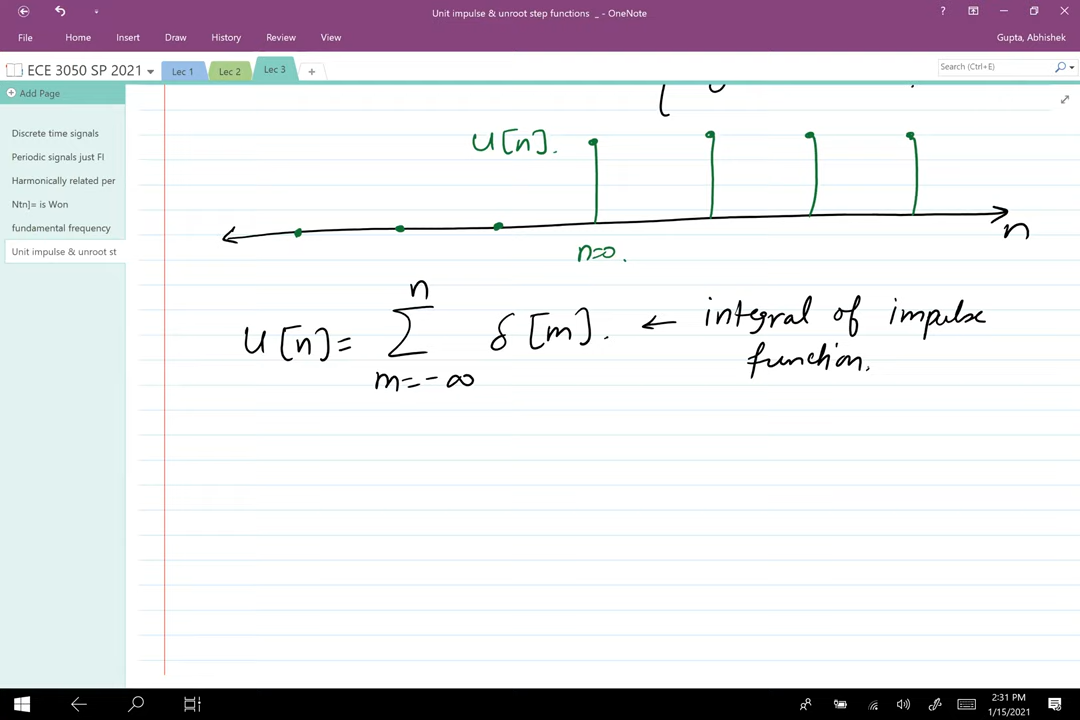 Unit impulse & unroot step functions _ - OneNote
File Home Insert Draw History Review View
Gupta, Abhishek
ECE 3050 SP 2021
Lec 1 Lec 2 Lec 3
Search (Ctrl+E)
Add Page
Discrete time signals
Periodic signals just FI
Harmonically related per
Ntn]= is Won
fundamental frequency
Unit impulse & unroot st
u[n].
n
n=0.
u[n] = ∑_{m=-∞}^{n} δ[m]. ← integral of impulse
function.
2:31 PM
1/15/2021